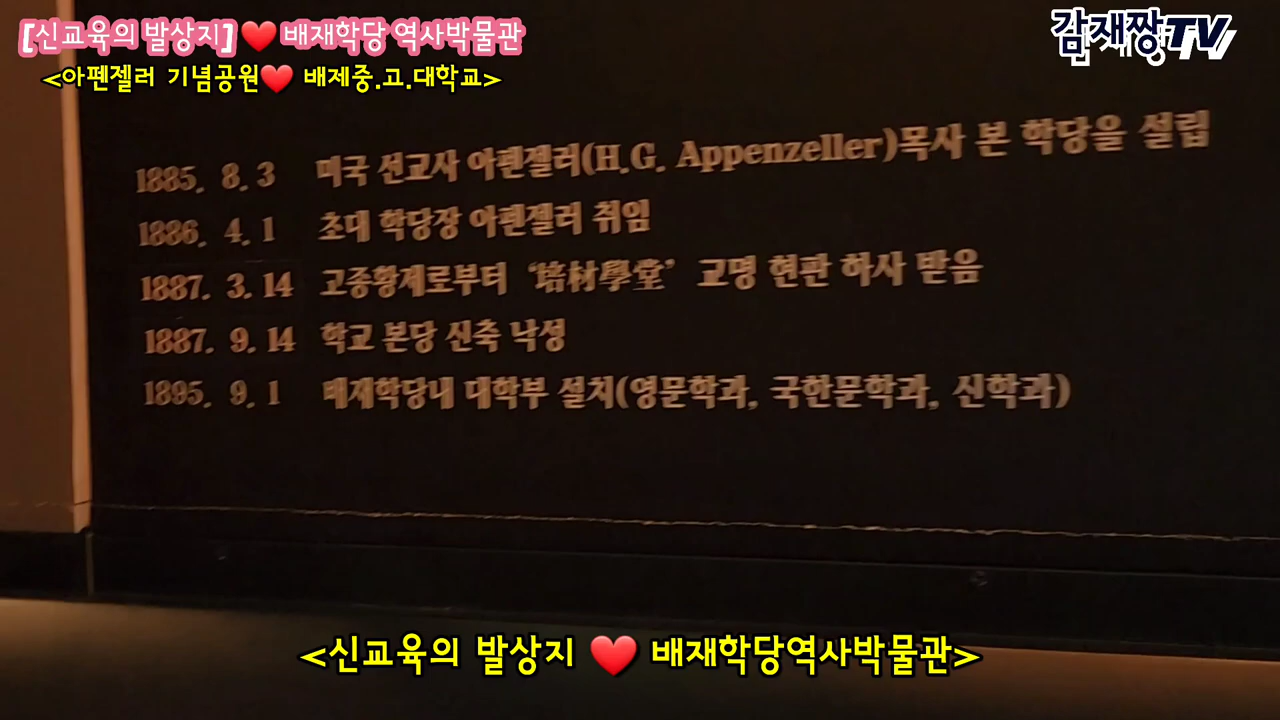 [신교육의 발상지]❤️배재학당 역사박물관
<아펜젤러 기념공원❤️ 배제중.고.대학교>
감재짱TV
1885. 8. 3 미국 선교사 아펜젤러(H.G. Appenzeller)목사 본 학당을 설립
1886. 4. 1 초대 학당장 아펜젤러 취임
1887. 3. 14 고종황제로부터 ‘培材學堂’ 교명 현판 하사 받음
1887. 9. 14 학교 본당 신축 낙성
1895. 9. 1 배재학당내 대학부 설치(영문학과, 국한문학과, 신학과)
<신교육의 발상지 ❤️ 배재학당역사박물관>